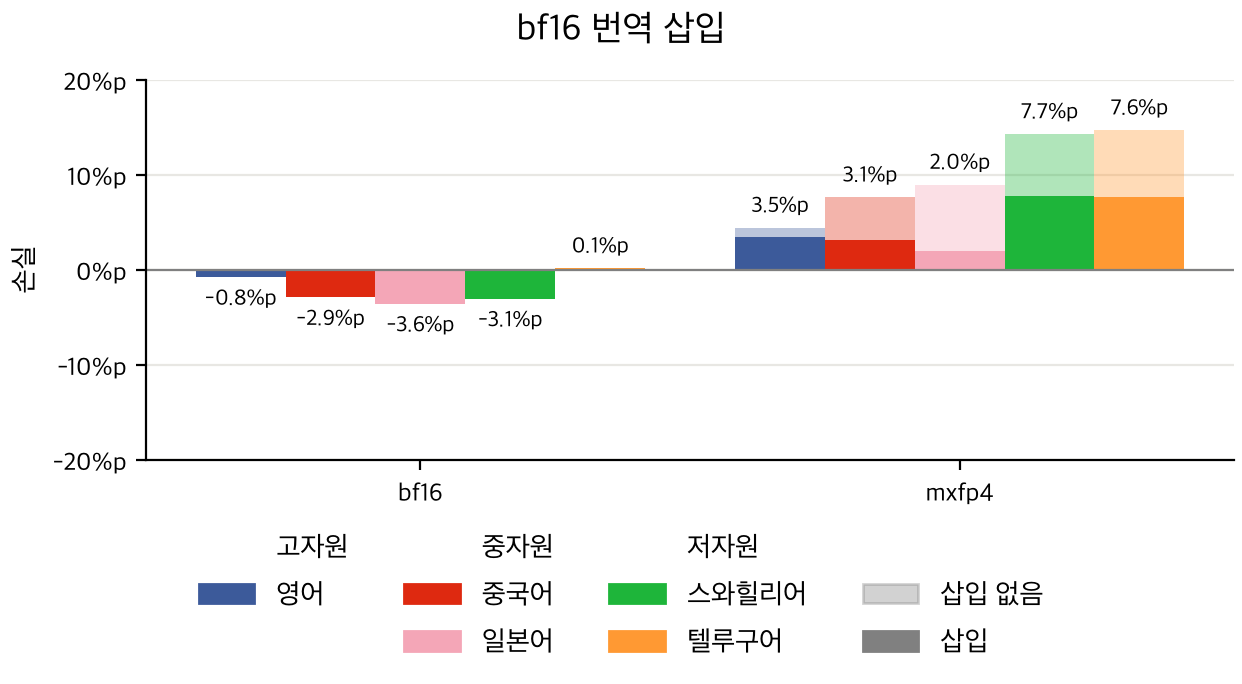 bf16 번역 삽입
손실
20%p
10%p
0%p
-10%p
-20%p
-0.8%p
-2.9%p
-3.6%p
-3.1%p
0.1%p
3.5%p
3.1%p
2.0%p
7.7%p
7.6%p
bf16
mxfp4
고자원 중자원 저자원
영어 중국어 스와힐리어 삽입 없음
일본어 텔루구어 삽입